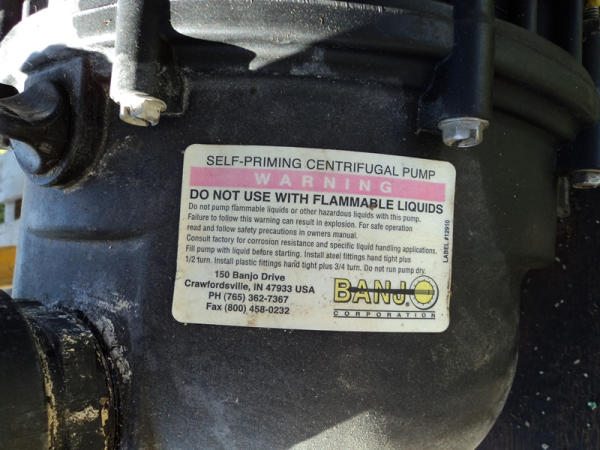 SELF-PRIMING CENTRIFUGAL PUMP
WARNING
DO NOT USE WITH FLAMMABLE LIQUIDS
Do not pump flammable liquids or other hazardous liquids with this pump.
Failure to follow this warning can result in explosion. For safe operation
read and follow safety precautions in owners manual.
Consult factory for corrosion resistance and specific liquid handling applications.
Fill pump with liquid before starting. Install steel fittings hand tight plus
1/2 turn. Install plastic fittings hand tight plus 3/4 turn. Do not run pump dry.
150 Banjo Drive
Crawfordsville, IN 47933 USA
PH (765) 362-7367
Fax (800) 458-0232
BANJO
CORPORATION
LABEL #12910